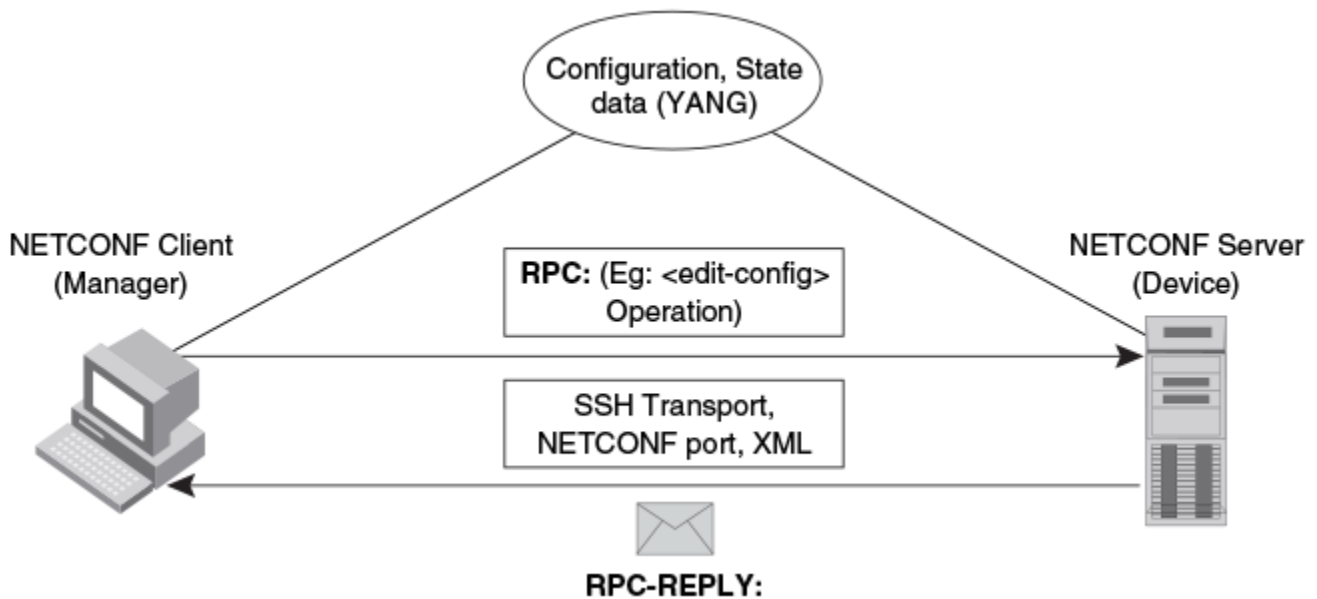 Configuration, State
data (YANG)
NETCONF Client
(Manager)
NETCONF Server
(Device)
RPC: (Eg: <edit-config>
Operation)
SSH Transport,
NETCONF port, XML
RPC-REPLY: